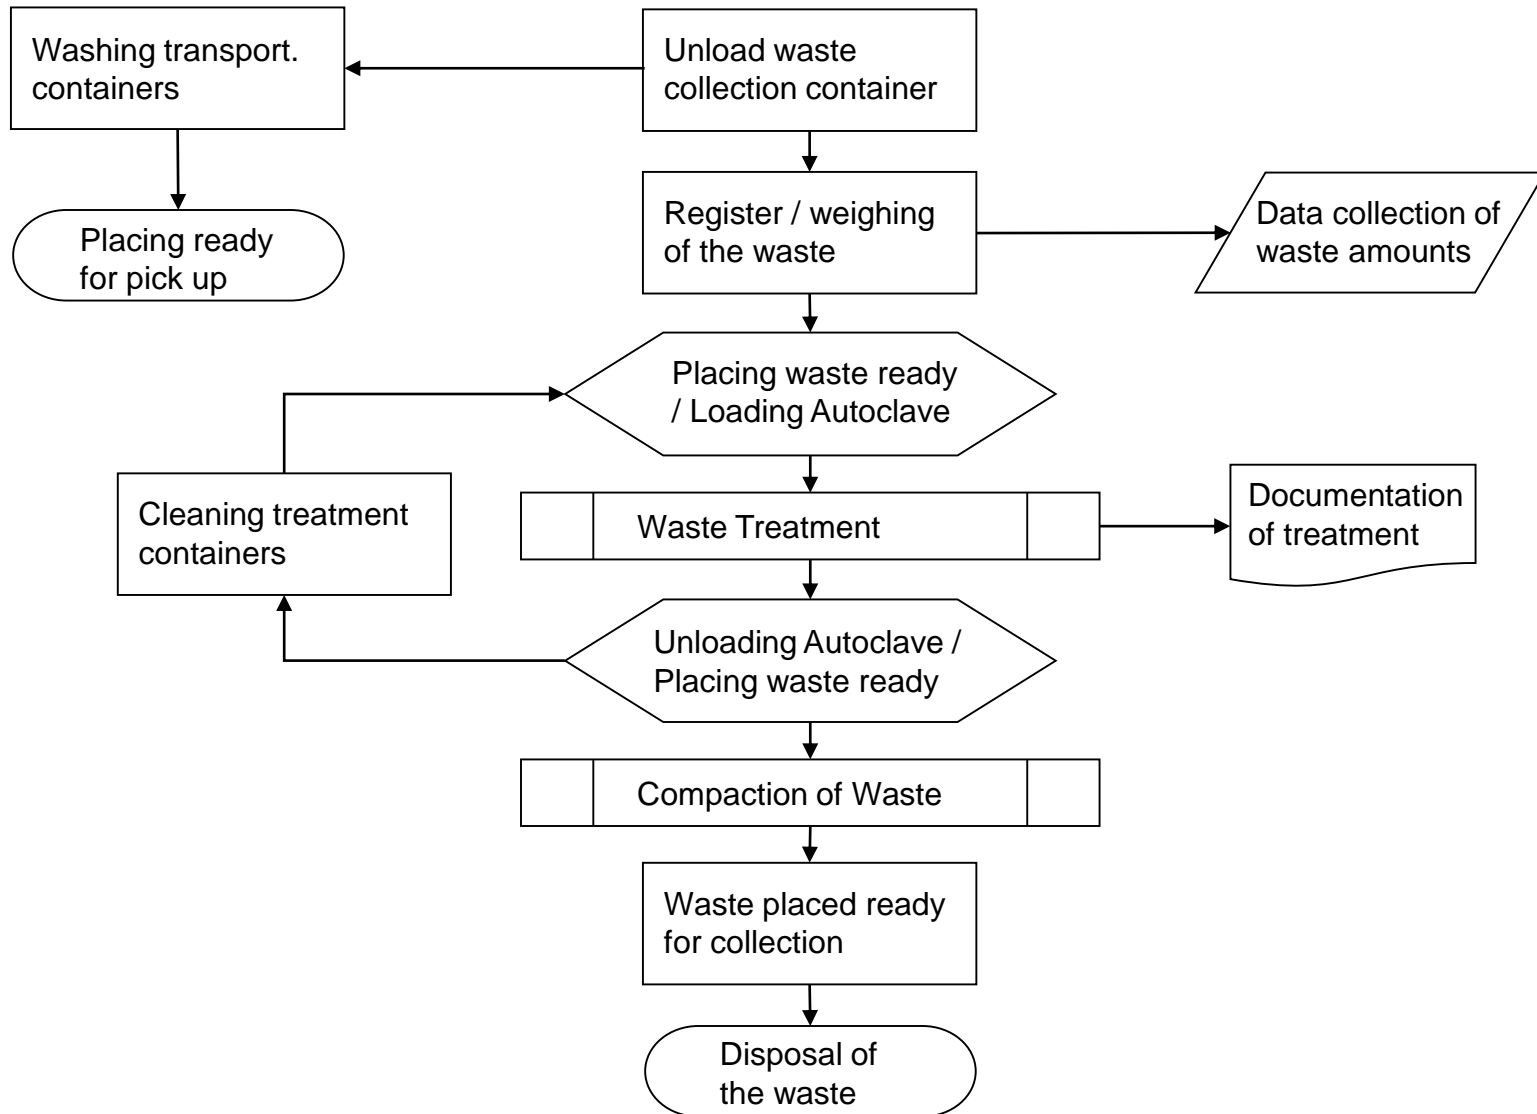 Washing transport.
containers
Unload waste
collection container
Placing ready
for pick up
Register / weighing
of the waste
Data collection of
waste amounts
Placing waste ready
/ Loading Autoclave
Cleaning treatment
containers
Waste Treatment
Documentation
of treatment
Unloading Autoclave /
Placing waste ready
Compaction of Waste
Waste placed ready
for collection
Disposal of
the waste